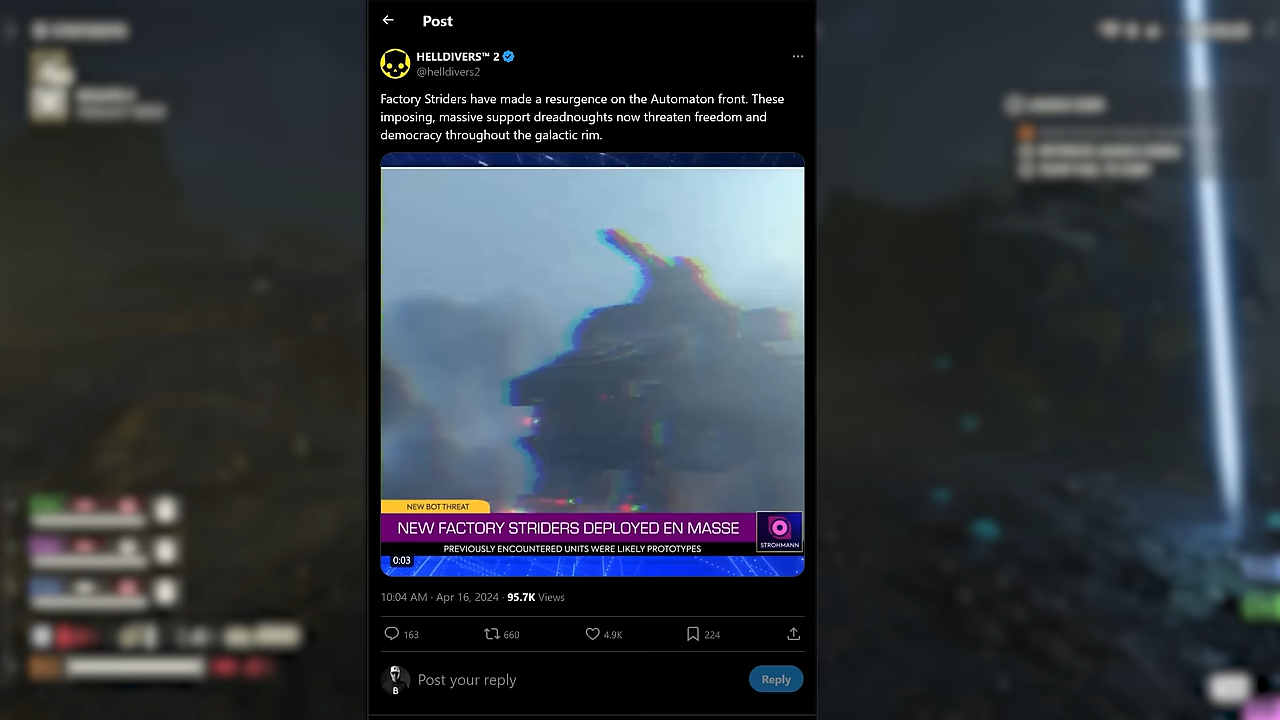 Post
HELLDIVERS™ 2
@helldivers2
Factory Striders have made a resurgence on the Automaton front. These
imposing, massive support dreadnoughts now threaten freedom and
democracy throughout the galactic rim.
NEW BOT THREAT
NEW FACTORY STRIDERS DEPLOYED EN MASSE
STROHMANN
PREVIOUSLY ENCOUNTERED UNITS WERE LIKELY PROTOTYPES
0:03
10:04 AM · Apr 16, 2024 · 95.7K Views
163 660 4.9K 224
B
Post your reply
Reply